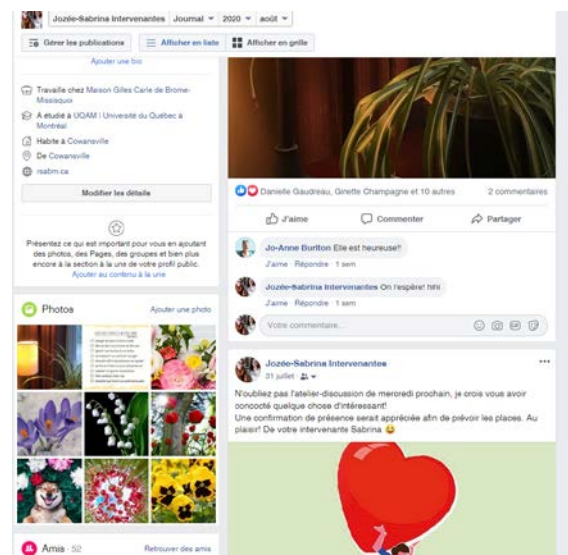 Jozée-Sabrina Intervenantes Journal 2020 août
Gérer les publications Afficher en liste Afficher en grille
Ajouter une bio
Travaille chez Maison Gilles Carle de Brome-
Missisquoi
A étudié à UQAM | Université du Québec à
Montréal
Habite à Cowansville
De Cowansville
rsabm.ca
Modifier les détails
Présentez ce qui est important pour vous en ajoutant
des photos, des Pages, des groupes et bien plus
encore à la section à la une de votre profil public.
Ajouter au contenu à la une
Photos Ajouter une photo
Amis · 52 Retrouver des amis
Danielle Gaudreau, Ginette Champagne et 10 autres 2 commentaires
J'aime Commenter Partager
Jo-Anne Burlton Elle est heureuse!!
J'aime · Répondre · 1 sem
Jozée-Sabrina Intervenantes On l'espère! hihi
J'aime · Répondre · 1 sem
Votre commentaire...
GIF
Jozée-Sabrina Intervenantes
31 juillet
N'oubliez pas l'atelier-discussion de mercredi prochain, je crois vous avoir
concocté quelque chose d'intéressant!
Une confirmation de présence serait appréciée afin de prévoir les places. Au
plaisir! De votre intervenante Sabrina 😀